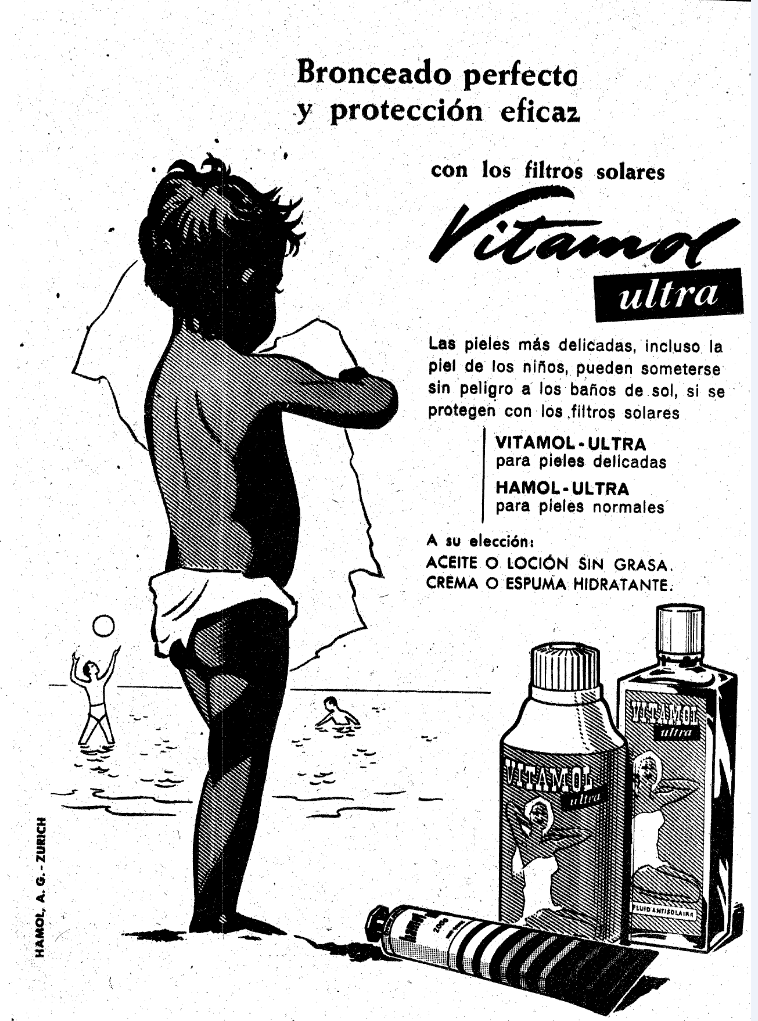 Bronceado perfecto
y protección eficaz
con los filtros solares
Vitamol
ultra
Las pieles más delicadas, incluso la
piel de los niños, pueden someterse
sin peligro a los baños de sol, si se
protegen con los filtros solares
VITAMOL-ULTRA
para pieles delicadas
HAMOL-ULTRA
para pieles normales
A su elección:
ACEITE O LOCIÓN SIN GRASA.
CREMA O ESPUMA HIDRATANTE.
VITAMOL
ultra
VITAMOL
ultra
FLUID ANTISOLAIRE
HAMOL, A. G. - ZURICH